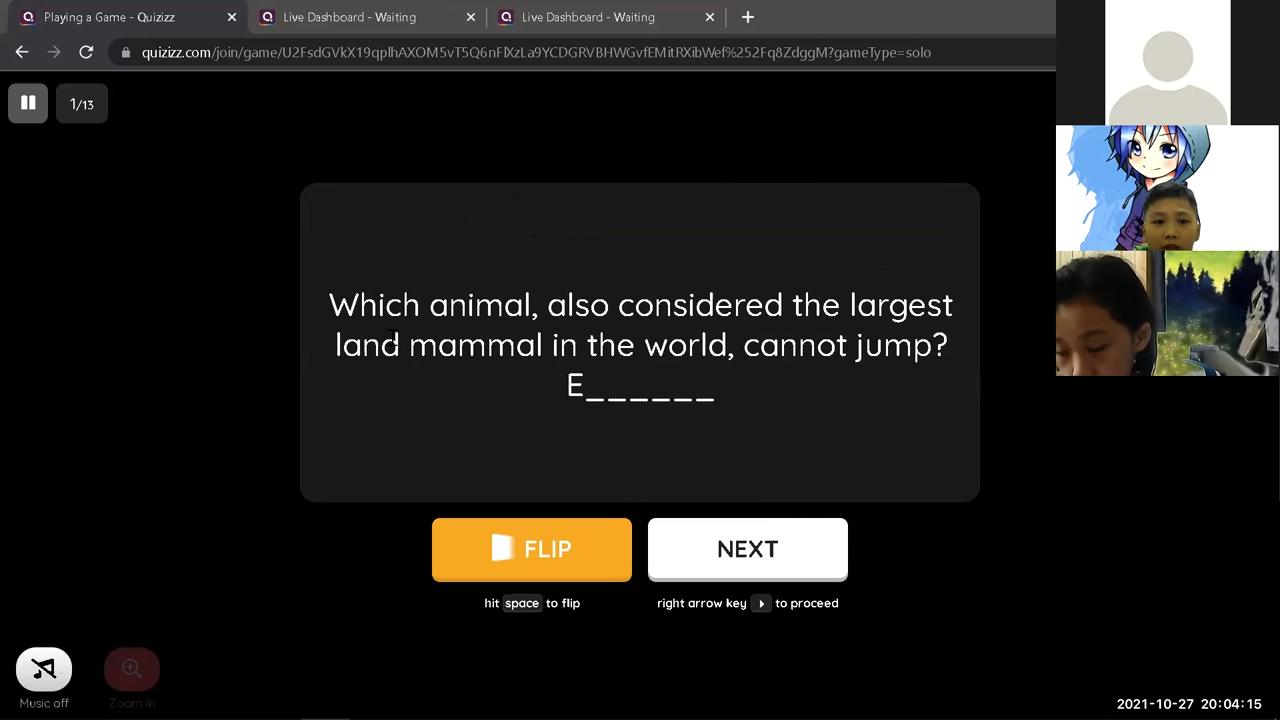 Playing a Game - Quizizz
Live Dashboard - Waiting
Live Dashboard - Waiting
quizizz.com/join/game/U2FsdGVkX19qplhAXOM5vT5Q6nFlXzLa9YCDGRVBHWGvfEMitRXibWef%252Fq8ZdggM?gameType=solo
1/13
Which animal, also considered the largest
land mammal in the world, cannot jump?
E_ _ _ _ _ _
FLIP
NEXT
hit space to flip
right arrow key to proceed
Music off
Zoom In
2021-10-27 20:04:15